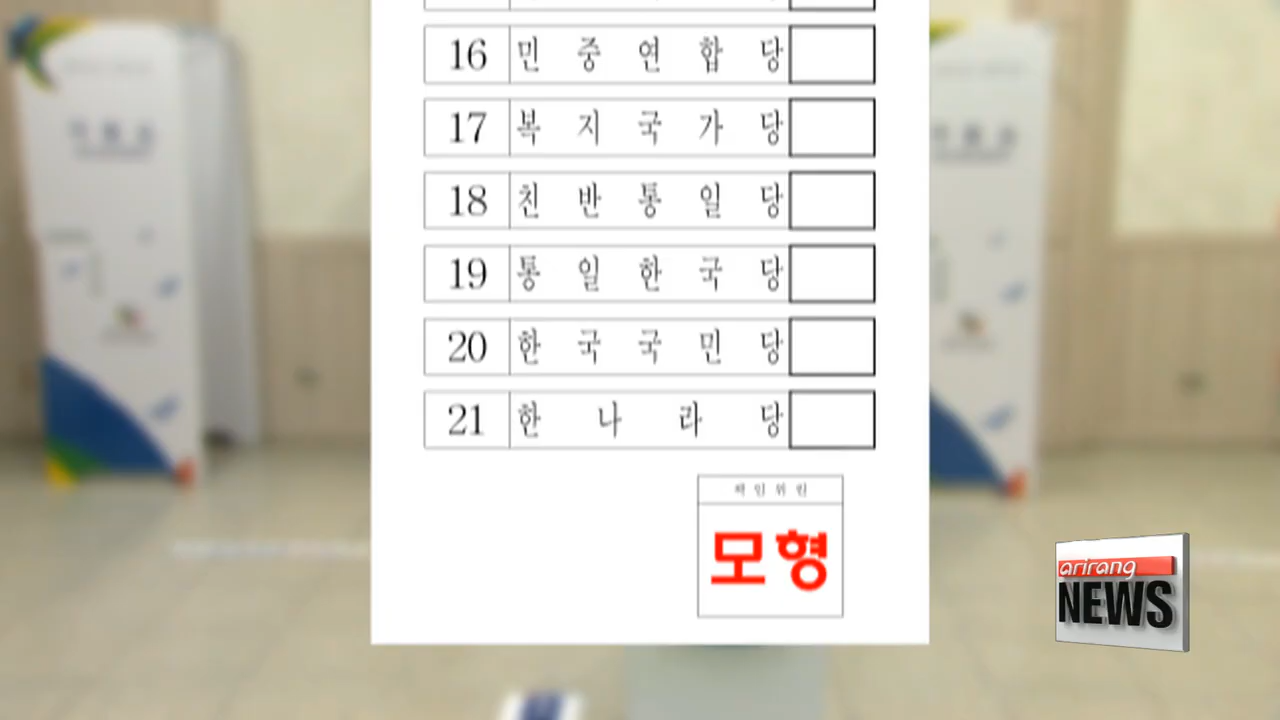 16 민중연합당
17 복지국가당
18 친반통일당
19 통일한국당
20 한국국민당
21 한나라당
모형
arirang
NEWS